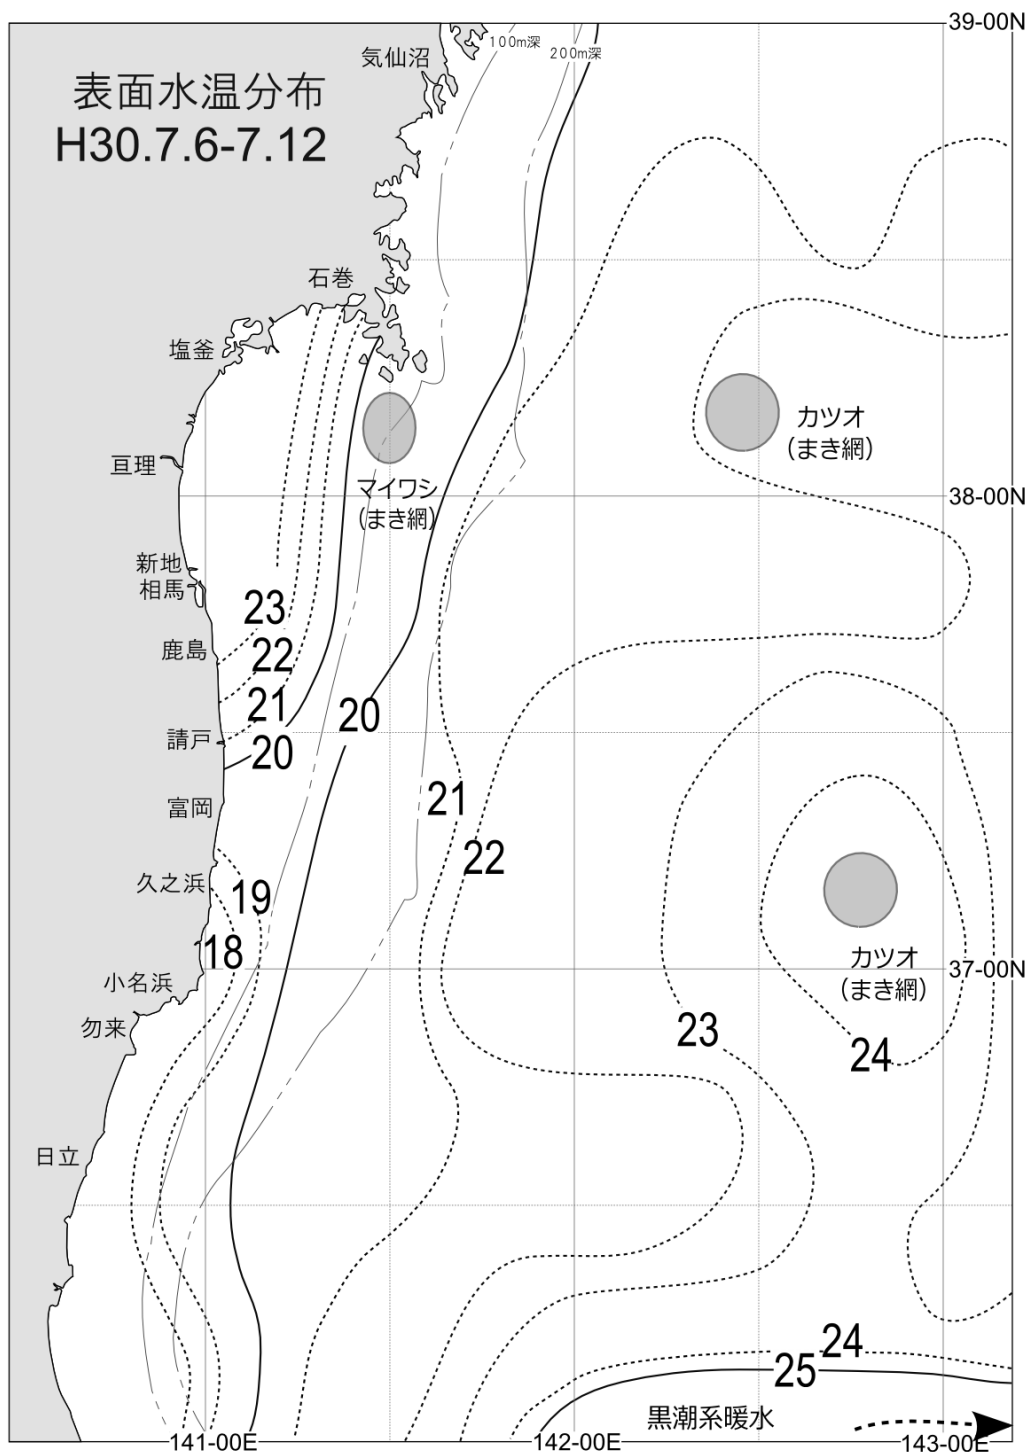 39-00N
100m深
200m深
気仙沼
表面水温分布
H30.7.6-7.12
石巻
塩釜
カツオ
(まき網)
亘理
マイワシ
(まき網)
38-00N
新地
相馬
23
鹿島
22
21
20
請戸
20
21
富岡
22
久之浜
19
18
カツオ
(まき網)
37-00N
小名浜
勿来
23
24
日立
24
25
黒潮系暖水
141-00E
142-00E
143-00E